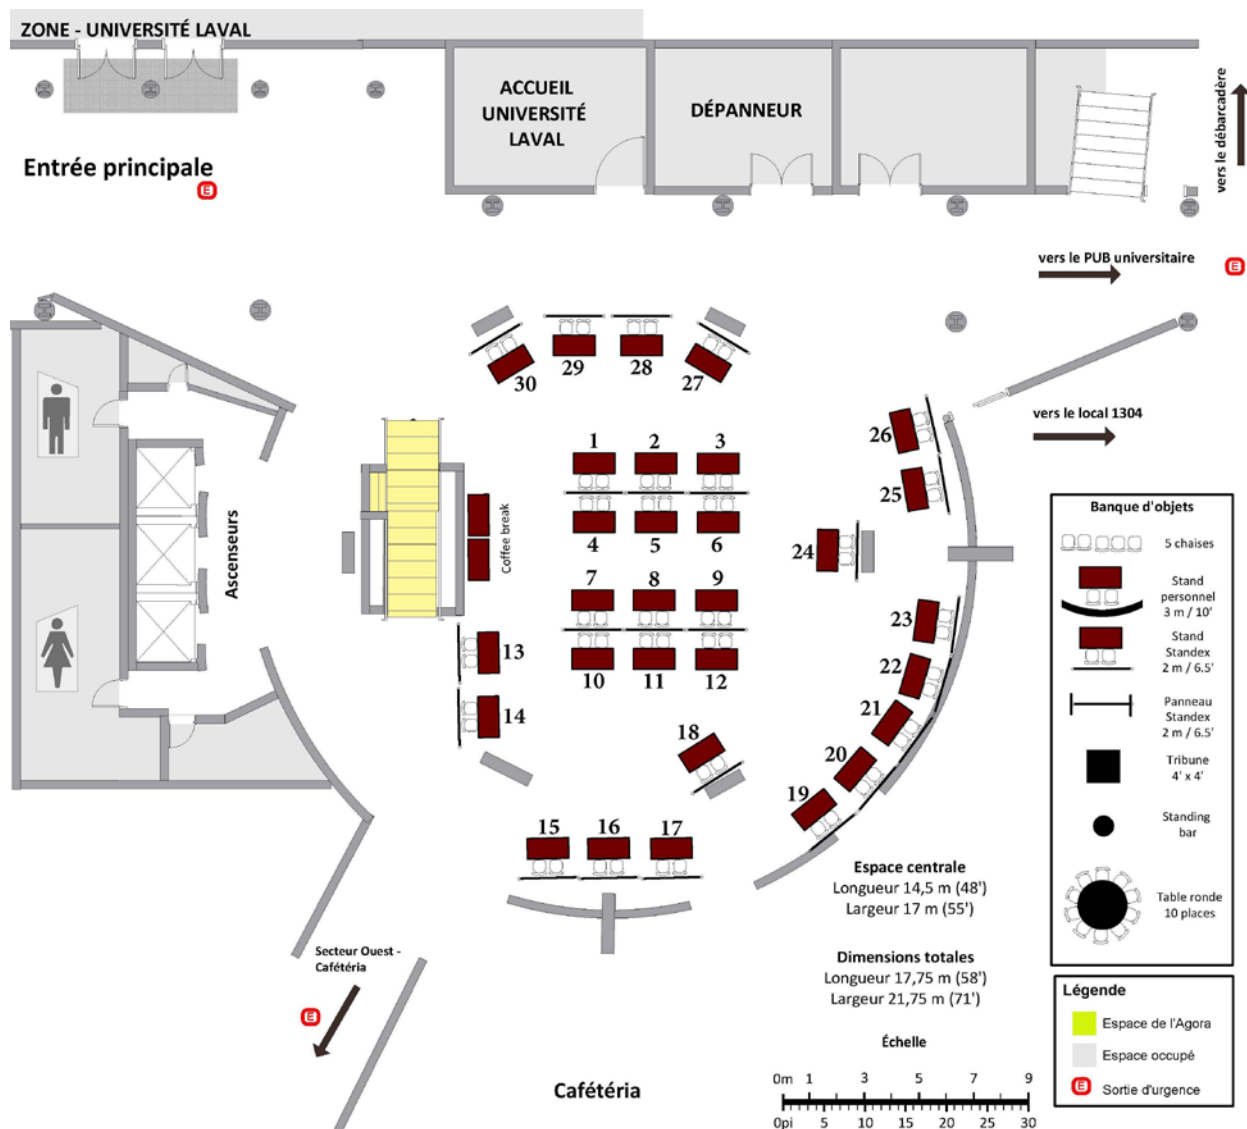 ZONE - UNIVERSITÉ LAVAL
ACCUEIL
UNIVERSITÉ
LAVAL
DÉPANNEUR
vers le débarcadère
Entrée principale
E
vers le PUB universitaire
E
30
29
28
27
vers le local 1304
26
25
24
23
22
21
20
19
18
1
2
3
4
5
6
7
8
9
10
11
12
Coffee break
Ascenseurs
13
14
15
16
17
Banque d'objets
5 chaises
Stand
personnel
3 m / 10'
Stand
Standex
2 m / 6.5'
Panneau
Standex
2 m / 6.5'
Tribune
4' x 4'
Standing
bar
Table ronde
10 places
Espace centrale
Longueur 14,5 m (48')
Largeur 17 m (55')
Dimensions totales
Longueur 17,75 m (58')
Largeur 21,75 m (71')
Secteur Ouest -
Cafétéria
E
Cafétéria
Échelle
0m 1 3 5 7 9
0pi 5 10 15 20 25 30
Légende
Espace de l'Agora
Espace occupé
E Sortie d'urgence